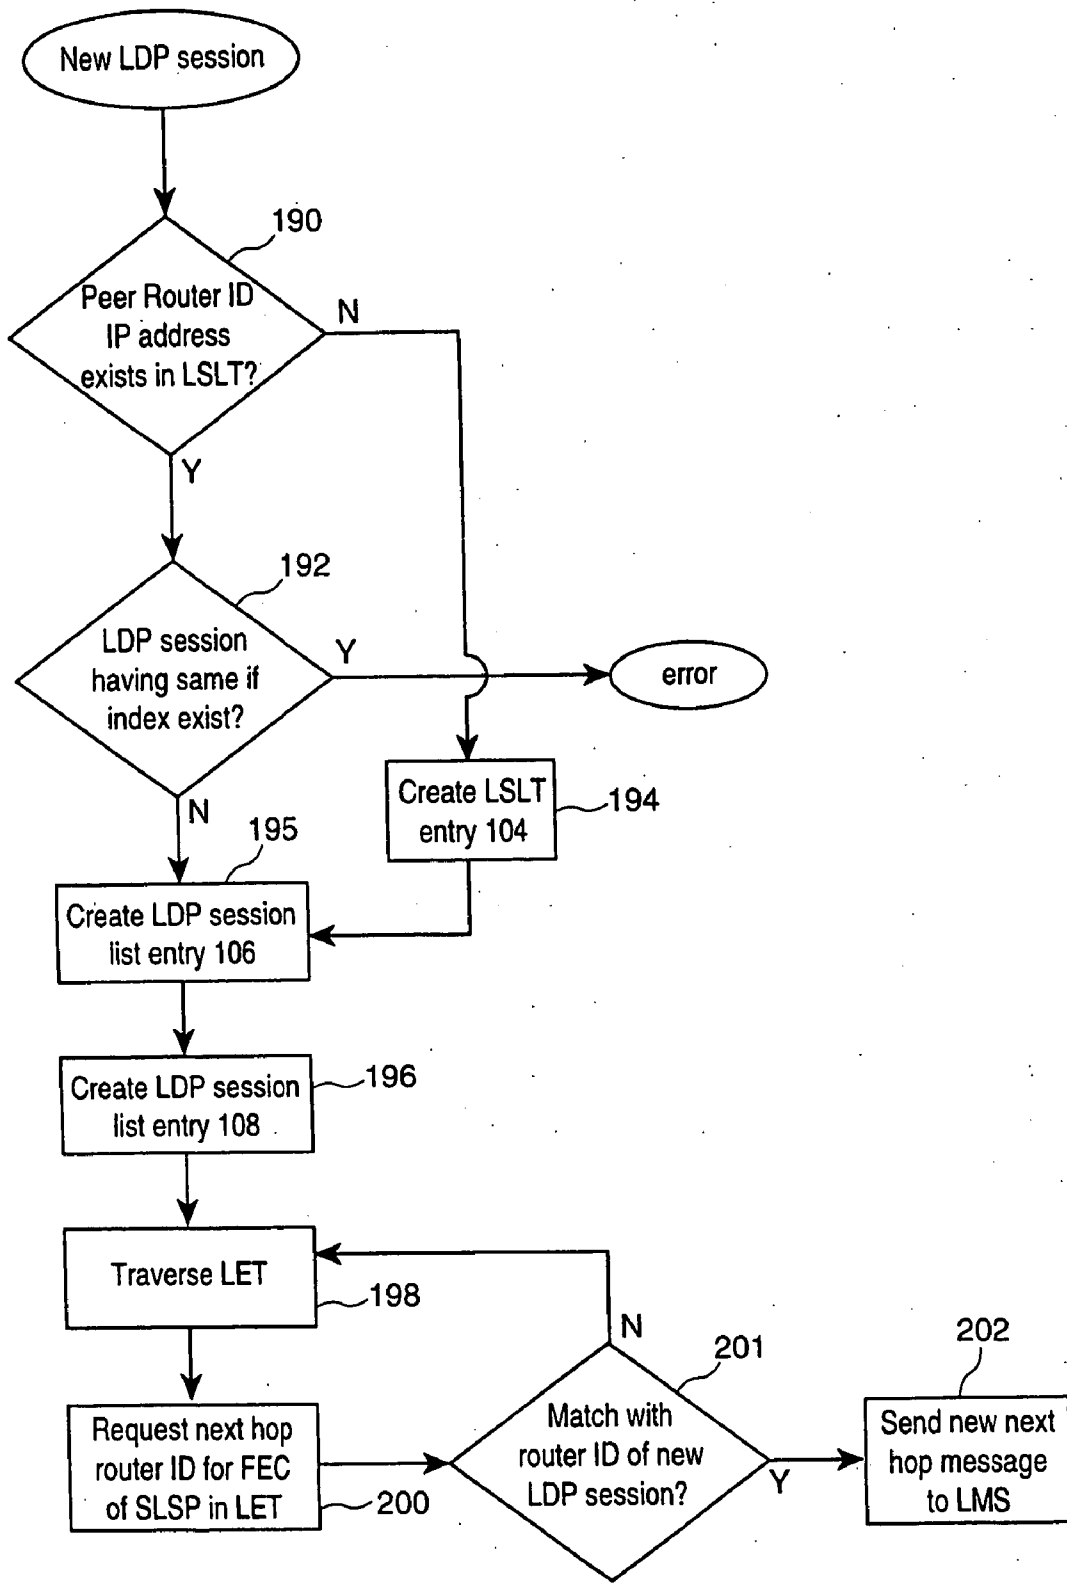 New LDP session
190
Peer Router ID
IP address
exists in LSLT?
N
Y
192
LDP session
having same if
index exist?
Y
error
N
Create LSLT
entry 104
194
195
Create LDP session
list entry 106
Create LDP session
list entry 108
196
Traverse LET
198
Request next hop
router ID for FEC
of SLSP in LET
200
N
201
Match with
router ID of new
LDP session?
Y
202
Send new next
hop message
to LMS